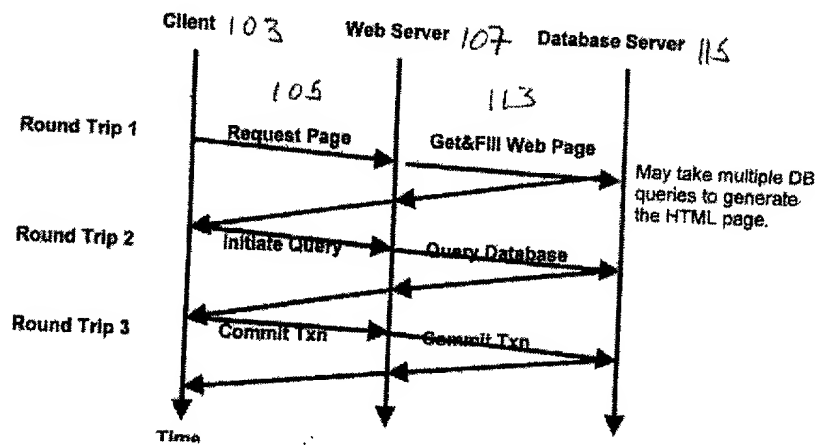 Client 103 Web Server 107 Database Server 115
105 113
Round Trip 1
Request Page Get&Fill Web Page
May take multiple DB
queries to generate
the HTML page.
Round Trip 2
Initiate Query Query Database
Round Trip 3
Commit Txn Commit Txn
Time